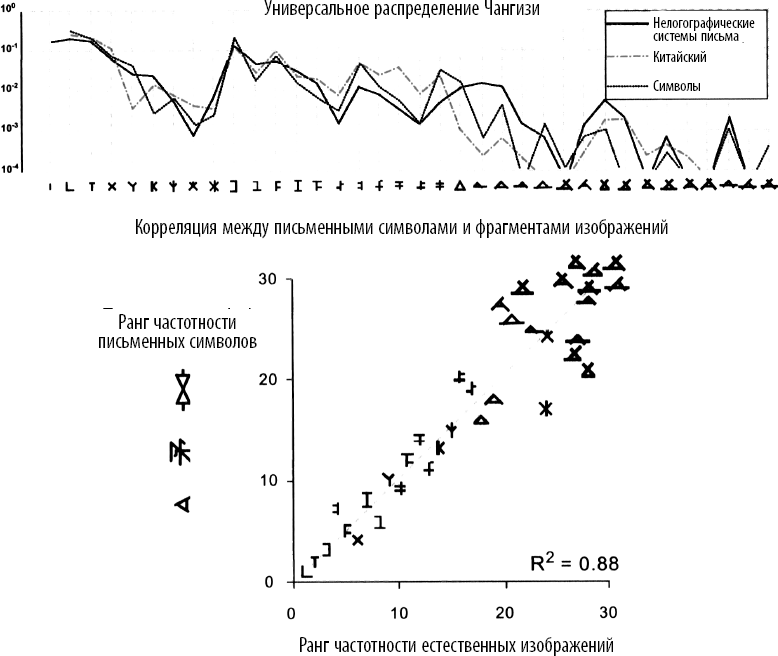 Универсальное распределение Чангизи
10⁰
10⁻¹
10⁻²
10⁻³
10⁻⁴
Нелогографические
системы письма
Китайский
Символы
Корреляция между письменными символами и фрагментами изображений
Ранг частотности
письменных символов
30
20
10
0
R² = 0.88
0 10 20 30
Ранг частотности естественных изображений